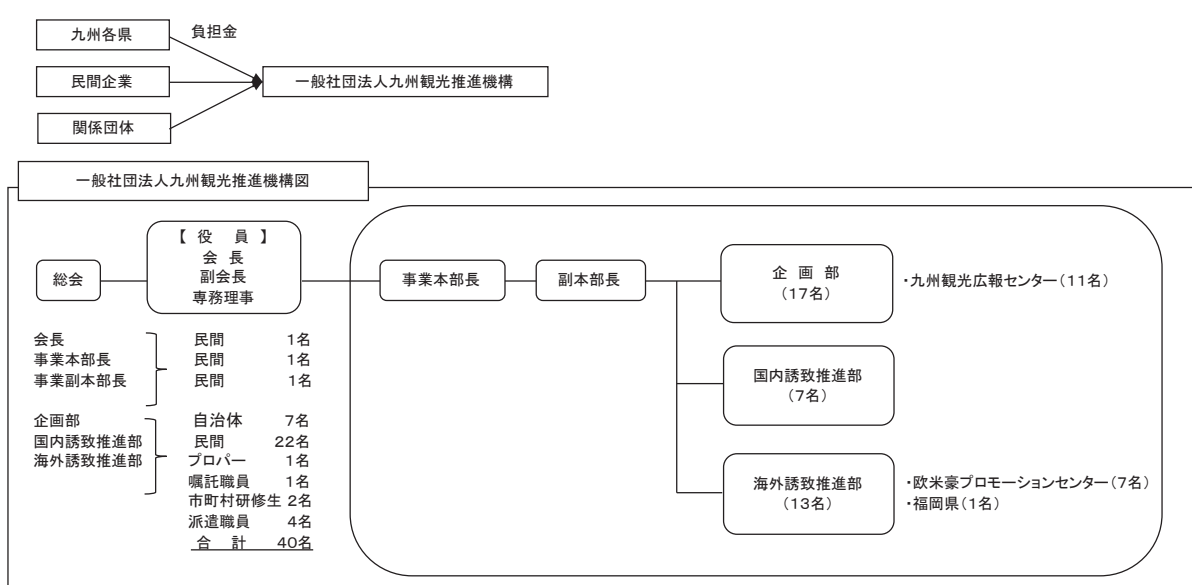 九州各県
負担金
民間企業
一般社団法人九州観光推進機構
関係団体
一般社団法人九州観光推進機構図
総会
【 役 員 】
会 長
副会長
専務理事
事業本部長
副本部長
企 画 部
(17名)
・九州観光広報センター(11名)
国内誘致推進部
(7名)
海外誘致推進部
(13名)
・欧米豪プロモーションセンター(7名)
・福岡県(1名)
会長 民間 1名
事業本部長 民間 1名
事業副本部長 民間 1名
企画部 自治体 7名
国内誘致推進部 民間 22名
海外誘致推進部 プロパー 1名
嘱託職員 1名
市町村研修生 2名
派遣職員 4名
合 計 40名